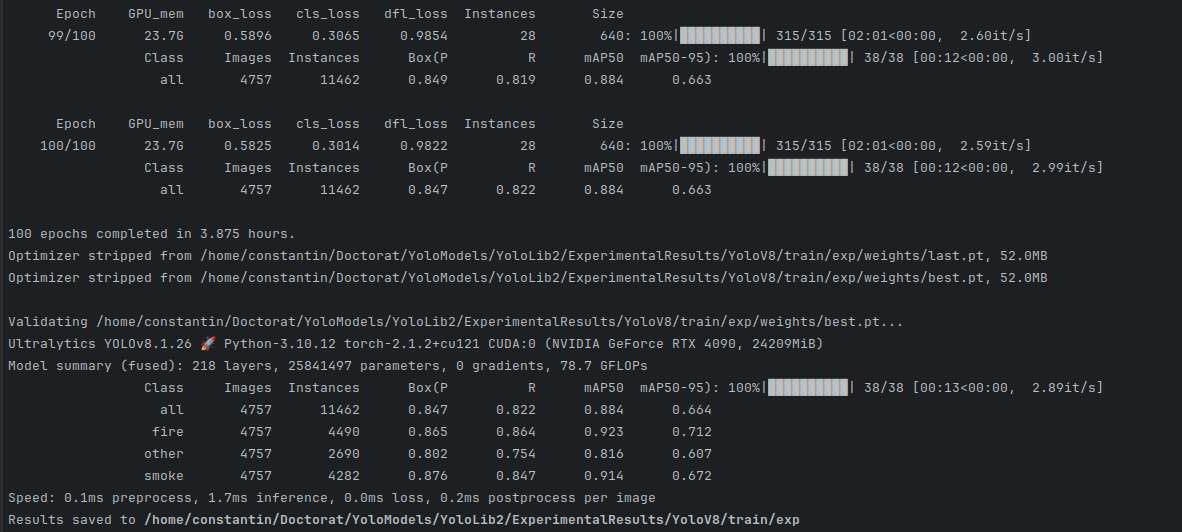 Epoch GPU_mem box_loss cls_loss dfl_loss Instances Size
99/100 23.7G 0.5896 0.3065 0.9854 28 640: 100%|██████████| 315/315 [02:01<00:00, 2.60it/s]
Class Images Instances Box(P R mAP50 mAP50-95): 100%|██████████| 38/38 [00:12<00:00, 3.00it/s]
all 4757 11462 0.849 0.819 0.884 0.663
Epoch GPU_mem box_loss cls_loss dfl_loss Instances Size
100/100 23.7G 0.5825 0.3014 0.9822 28 640: 100%|██████████| 315/315 [02:01<00:00, 2.59it/s]
Class Images Instances Box(P R mAP50 mAP50-95): 100%|██████████| 38/38 [00:12<00:00, 2.99it/s]
all 4757 11462 0.847 0.822 0.884 0.663
100 epochs completed in 3.875 hours.
Optimizer stripped from /home/constantin/Doctorat/YoloModels/YoloLib2/ExperimentalResults/YoloV8/train/exp/weights/last.pt, 52.0MB
Optimizer stripped from /home/constantin/Doctorat/YoloModels/YoloLib2/ExperimentalResults/YoloV8/train/exp/weights/best.pt, 52.0MB
Validating /home/constantin/Doctorat/YoloModels/YoloLib2/ExperimentalResults/YoloV8/train/exp/weights/best.pt...
Ultralytics YOLOv8.1.26 🚀 Python-3.10.12 torch-2.1.2+cu121 CUDA:0 (NVIDIA GeForce RTX 4090, 24209MiB)
Model summary (fused): 218 layers, 25841497 parameters, 0 gradients, 78.7 GFLOPs
Class Images Instances Box(P R mAP50 mAP50-95): 100%|██████████| 38/38 [00:13<00:00, 2.89it/s]
all 4757 11462 0.847 0.822 0.884 0.664
fire 4757 4490 0.865 0.864 0.923 0.712
other 4757 2690 0.802 0.754 0.816 0.607
smoke 4757 4282 0.876 0.847 0.914 0.672
Speed: 0.1ms preprocess, 1.7ms inference, 0.0ms loss, 0.2ms postprocess per image
Results saved to /home/constantin/Doctorat/YoloModels/YoloLib2/ExperimentalResults/YoloV8/train/exp